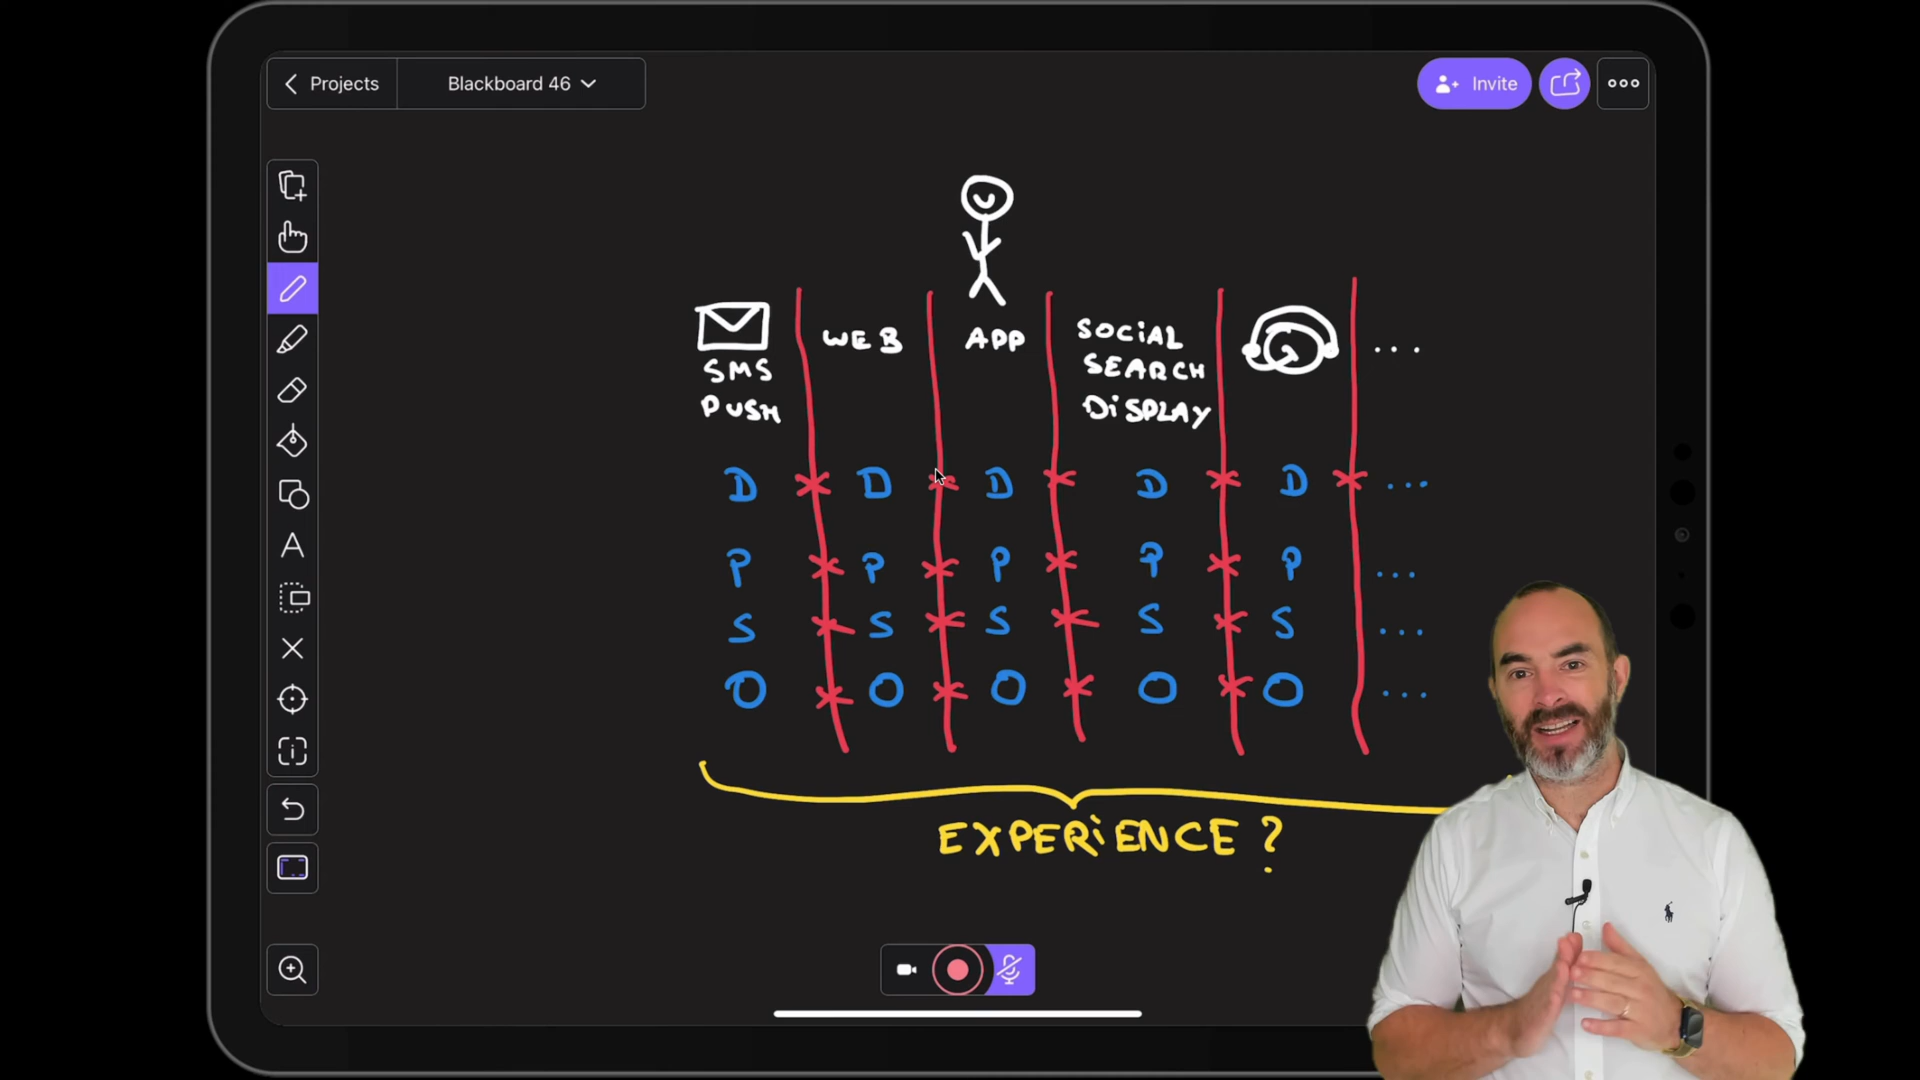 Projects
Blackboard 46
Invite
WEB
APP
SOCIAL
SEARCH
DISPLAY
...
SMS
PUSH
D D D D D ...
P P P P P ...
S S S S S ...
O O O O O ...
EXPERIENCE ?
A